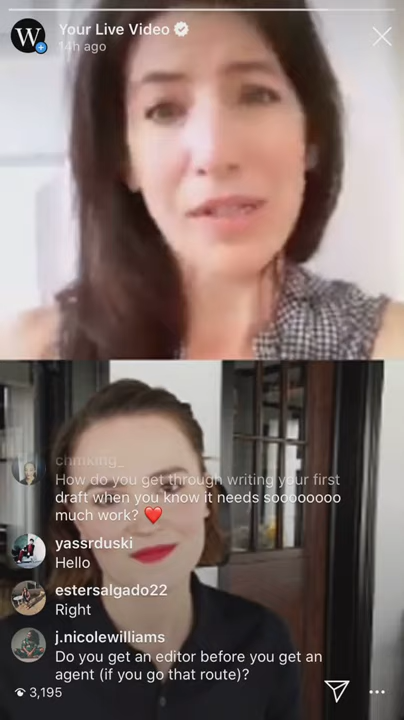 W
Your Live Video
14h ago
chmking_
How do you get through writing your first
draft when you know it needs soooooooo
much work? ❤️
yassrduski
Hello
estersalgado22
Right
j.nicolewilliams
Do you get an editor before you get an
agent (if you go that route)?
3,195